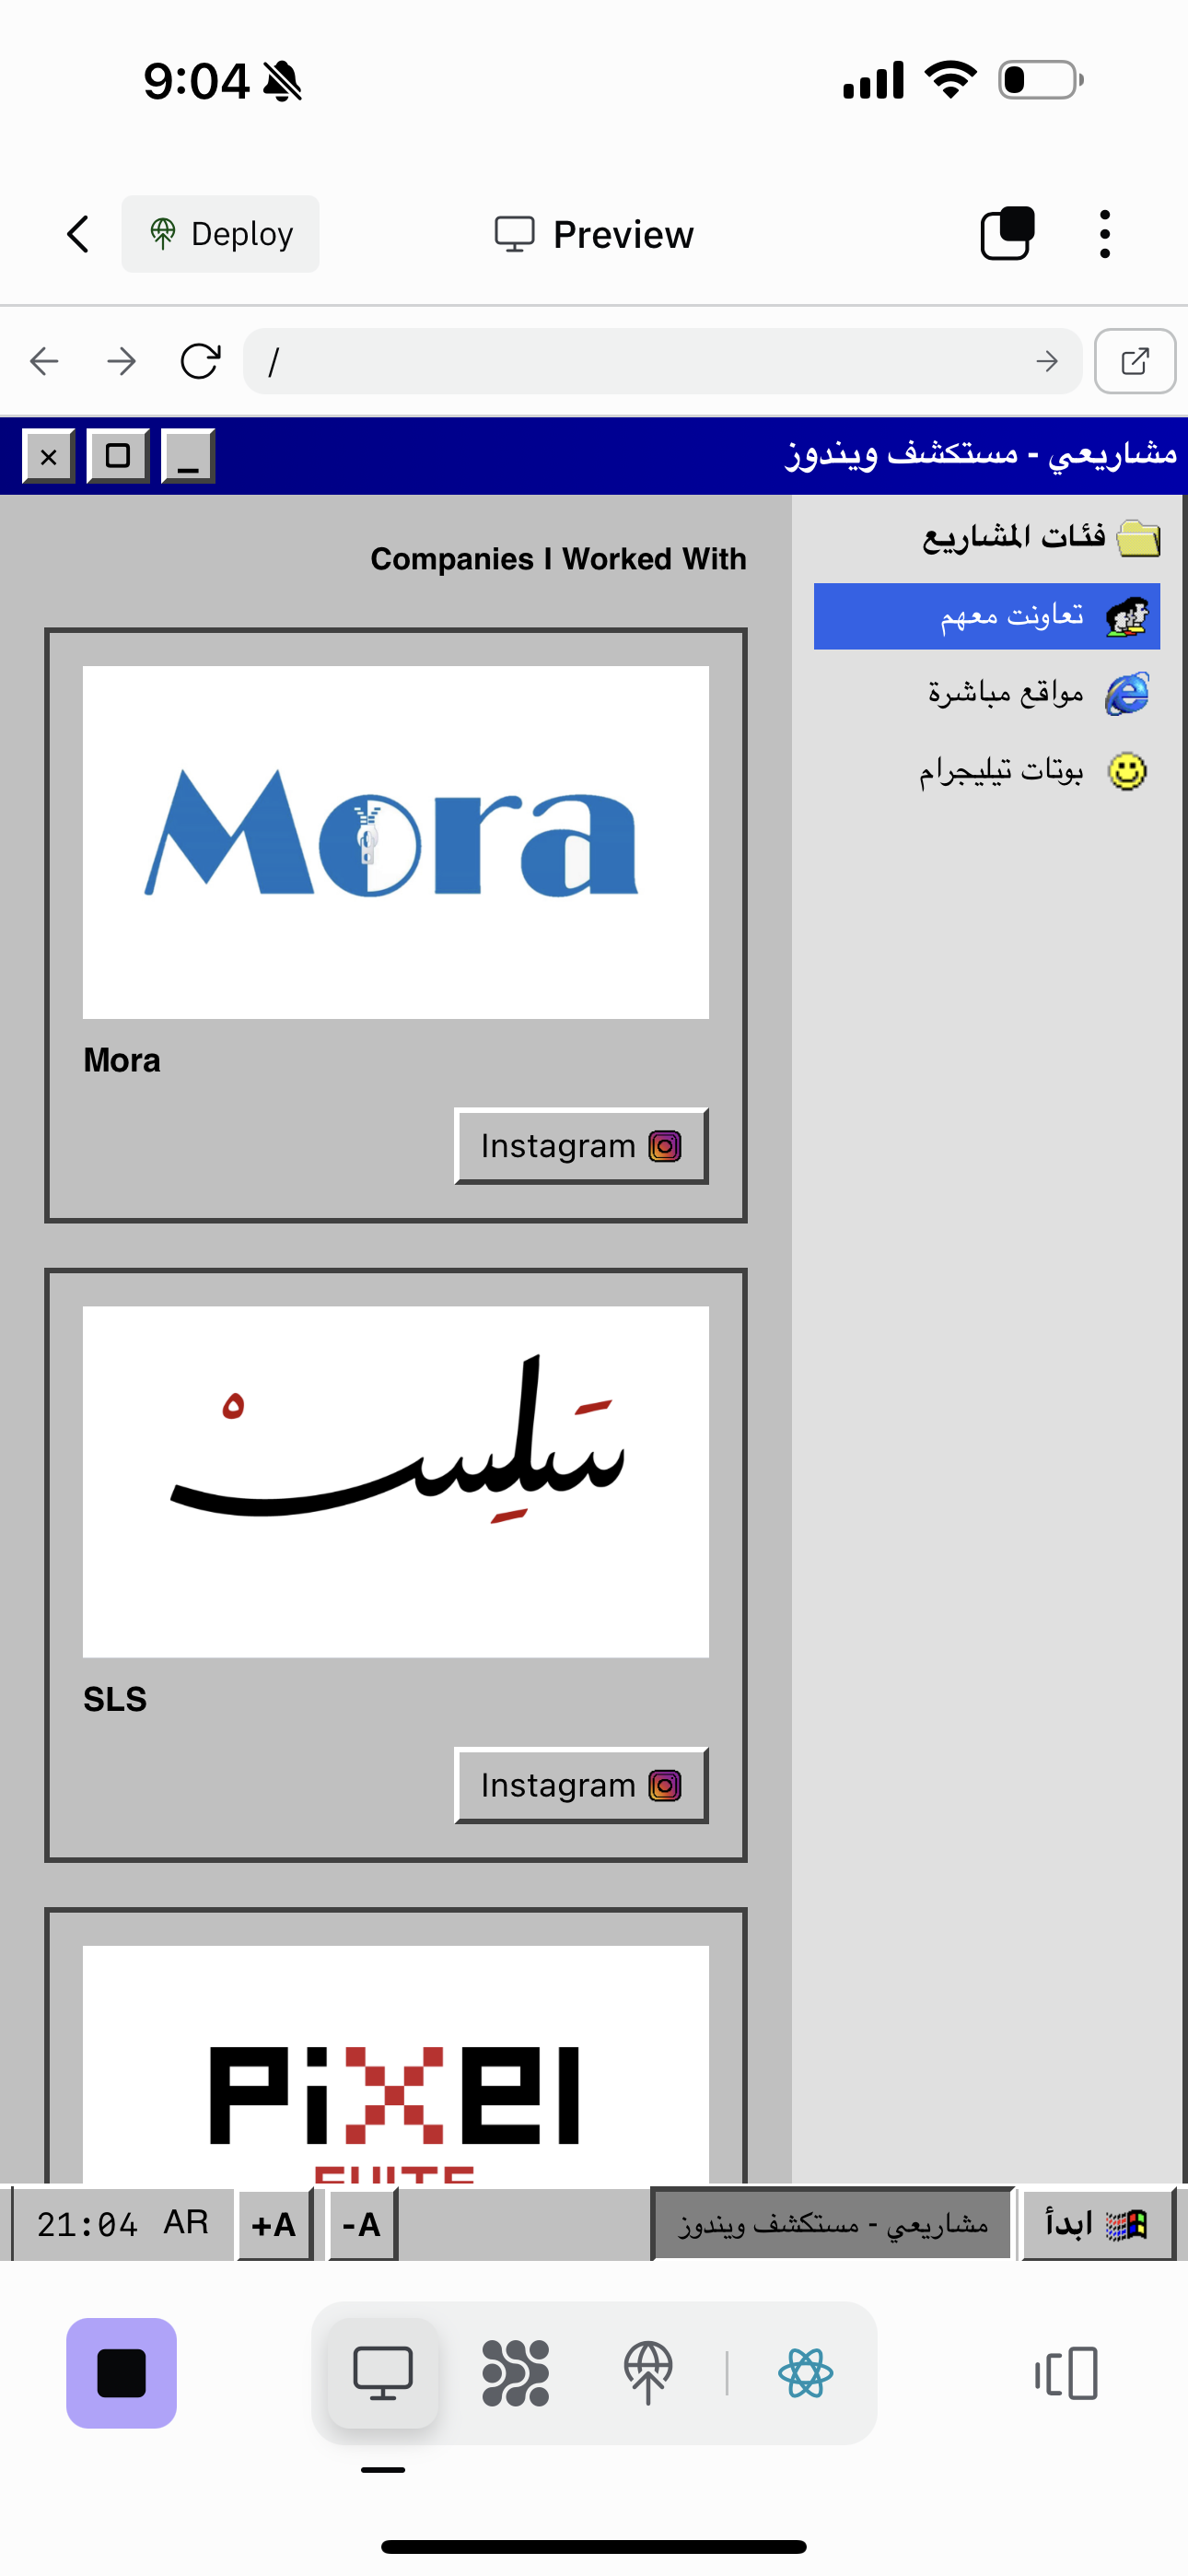 9:04
Deploy
Preview
/
مشاريعي - مستكشف ويندوز
فئات المشاريع
تعاونت معهم
مواقع مباشرة
بوتات تيليجرام
Companies I Worked With
Mora
Mora
Instagram
سَلِسْ
SLS
Instagram
PiXel
SUITE
ابدأ
مشاريعي - مستكشف ويندوز
-A
+A
AR
21:04